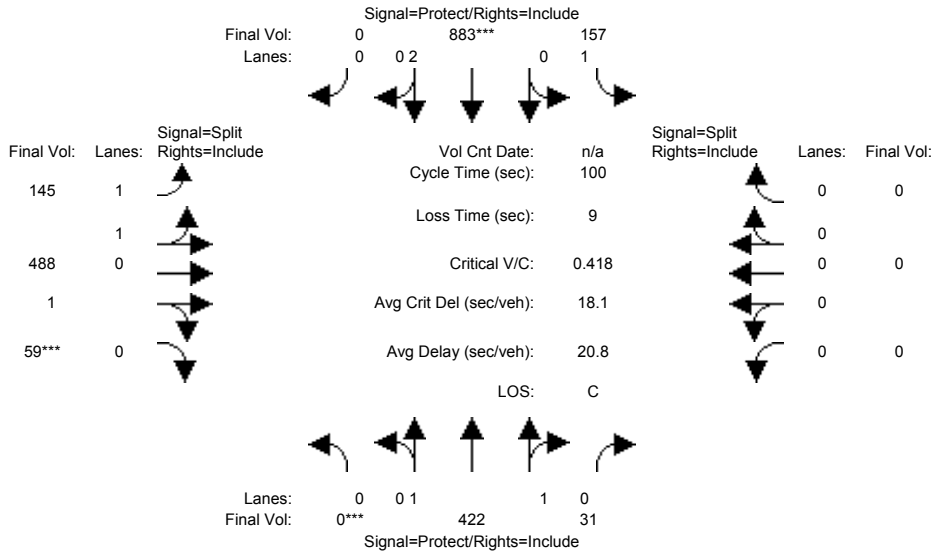 Signal=Protect/Rights=Include
Final Vol: 0 883*** 157
Lanes: 0 0 2 0 1
Signal=Split
Final Vol: Lanes: Rights=Include
Vol Cnt Date: n/a
Signal=Split
Rights=Include Lanes: Final Vol:
Cycle Time (sec): 100
145 1 0 0
Loss Time (sec): 9
1 0
488 0 Critical V/C: 0.418 0 0
1 Avg Crit Del (sec/veh): 18.1 0
59*** 0 Avg Delay (sec/veh): 20.8 0 0
LOS: C
Lanes: 0 0 1 1 0
Final Vol: 0*** 422 31
Signal=Protect/Rights=Include